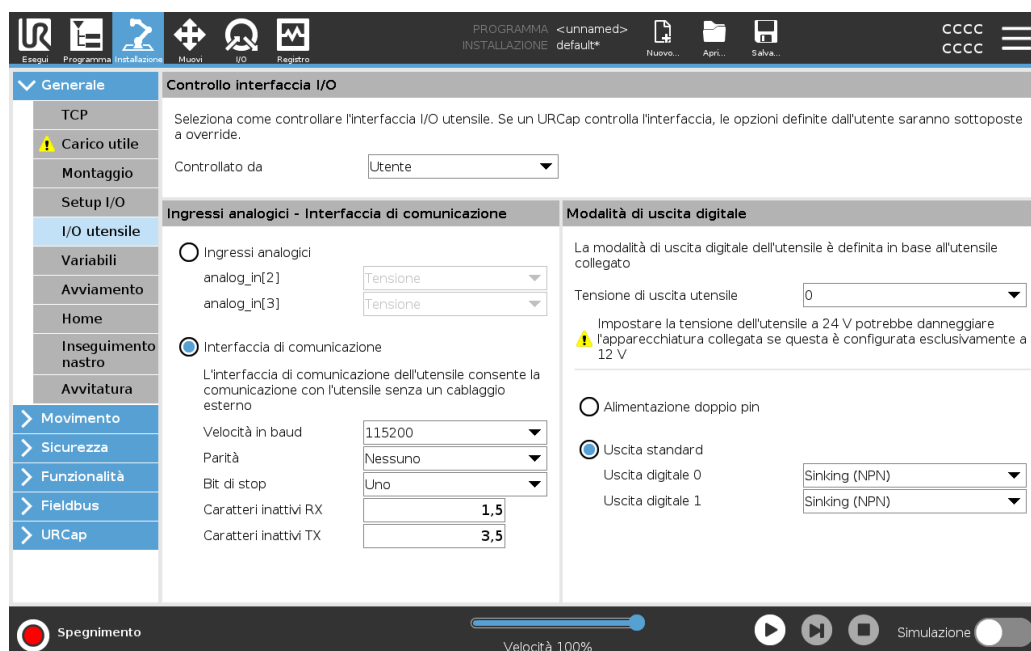 PROGRAMMA <unnamed>
INSTALLAZIONE default*
Esegui
Programma
Installazione
Muovi
I/O
Registro
Nuovo...
Apri...
Salva...
CCCC
CCCC
Generale
TCP
Carico utile
Montaggio
Setup I/O
I/O utensile
Variabili
Avviamento
Home
Inseguimento
nastro
Avvitatura
Movimento
Sicurezza
Funzionalità
Fieldbus
URCap
Controllo interfaccia I/O
Seleziona come controllare l'interfaccia I/O utensile. Se un URCap controlla l'interfaccia, le opzioni definite dall'utente saranno sottoposte
a override.
Controllato da Utente
Ingressi analogici - Interfaccia di comunicazione
Ingressi analogici
analog_in[2] Tensione
analog_in[3] Tensione
Interfaccia di comunicazione
L'interfaccia di comunicazione dell'utensile consente la
comunicazione con l'utensile senza un cablaggio
esterno
Velocità in baud 115200
Parità Nessuno
Bit di stop Uno
Caratteri inattivi RX 1,5
Caratteri inattivi TX 3,5
Modalità di uscita digitale
La modalità di uscita digitale dell'utensile è definita in base all'utensile
collegato
Tensione di uscita utensile 0
Impostare la tensione dell'utensile a 24 V potrebbe danneggiare
l'apparecchiatura collegata se questa è configurata esclusivamente a
12 V
Alimentazione doppio pin
Uscita standard
Uscita digitale 0 Sinking (NPN)
Uscita digitale 1 Sinking (NPN)
Spegnimento
Velocità 100%
Simulazione